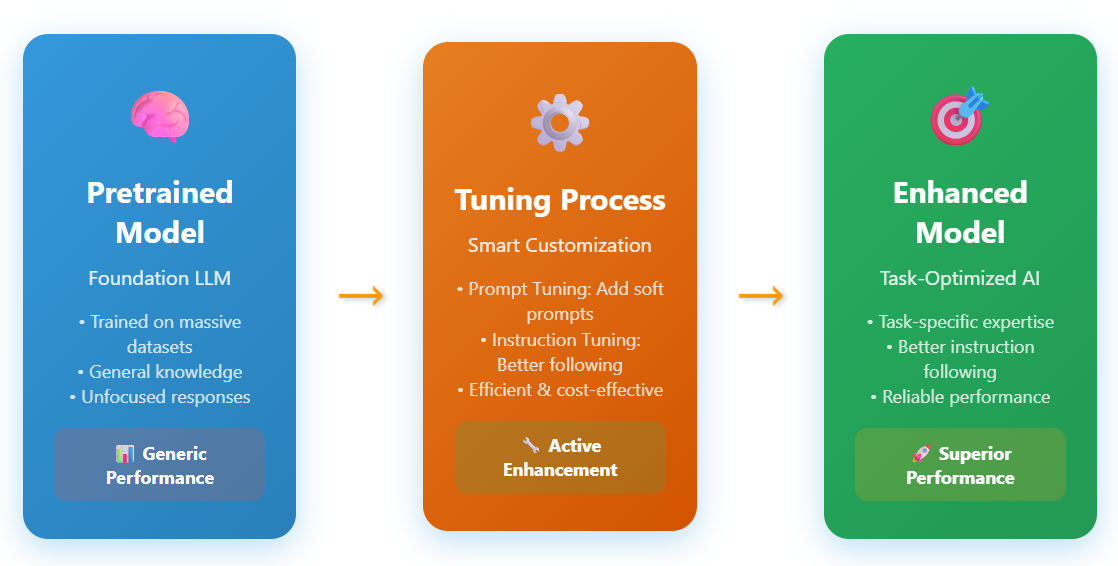 Pretrained
Model
Foundation LLM
• Trained on massive
datasets
• General knowledge
• Unfocused responses
📊 Generic
Performance
→
Tuning Process
Smart Customization
• Prompt Tuning: Add soft
prompts
• Instruction Tuning:
Better following
• Efficient & cost-effective
🔧 Active
Enhancement
→
Enhanced
Model
Task-Optimized AI
• Task-specific expertise
• Better instruction
following
• Reliable performance
🚀 Superior
Performance